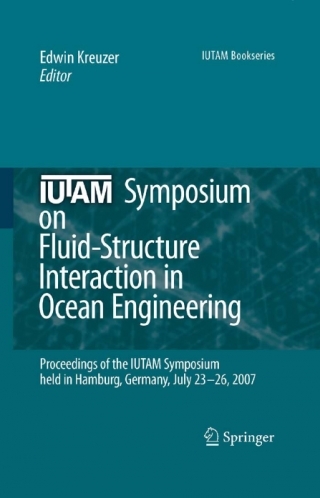 Edwin Kreuzer
IUTAM Bookseries
Editor
IUTAM Symposium
on
Fluid-Structure
Interaction in
Ocean Engineering
Proceedings of the IUTAM Symposium
held in Hamburg, Germany, July 23–26, 2007
Springer